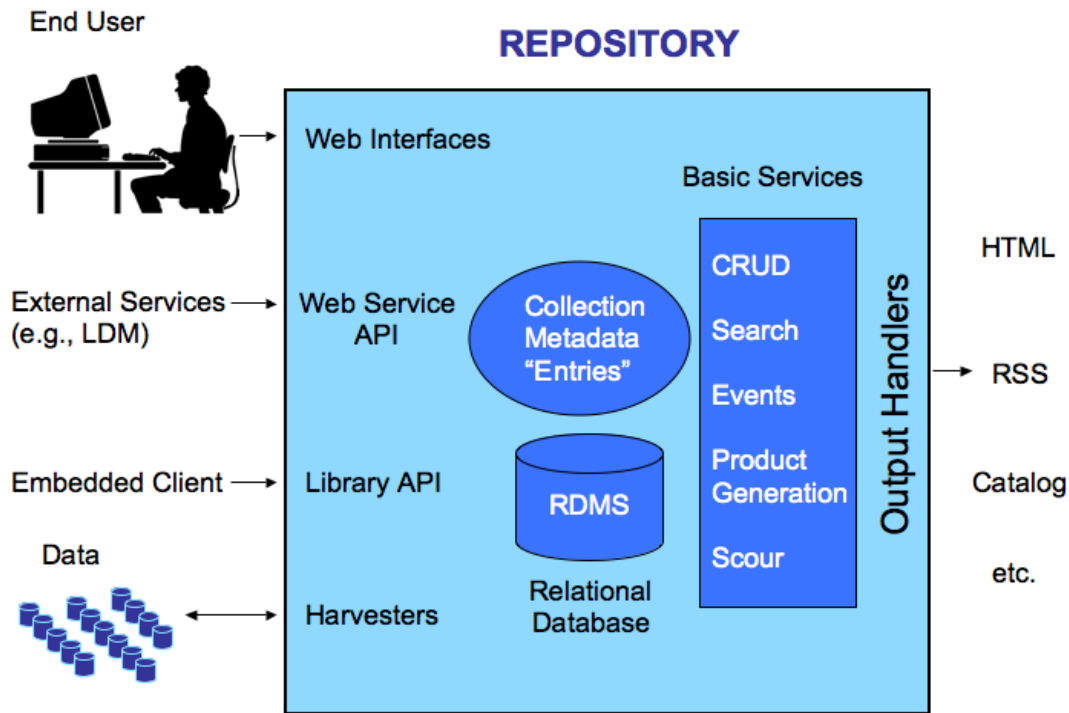 End User
REPOSITORY
Web Interfaces
Basic Services
External Services
(e.g., LDM)
Web Service
API
Collection
Metadata
“Entries”
CRUD
Search
Events
Product
Generation
Scour
Output Handlers
HTML
RSS
Catalog
etc.
Embedded Client
Library API
RDMS
Relational
Database
Data
Harvesters